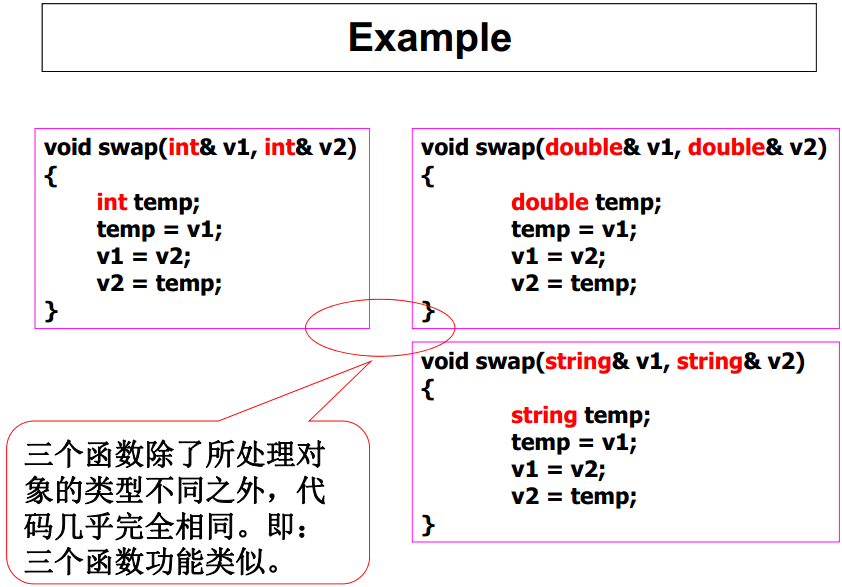 Example
void swap(int& v1, int& v2)
{
int temp;
temp = v1;
v1 = v2;
v2 = temp;
}
void swap(double& v1, double& v2)
{
double temp;
temp = v1;
v1 = v2;
v2 = temp;
}
void swap(string& v1, string& v2)
{
string temp;
temp = v1;
v1 = v2;
v2 = temp;
}
三个函数除了所处理对
象的类型不同之外，代
码几乎完全相同。即：
三个函数功能类似。